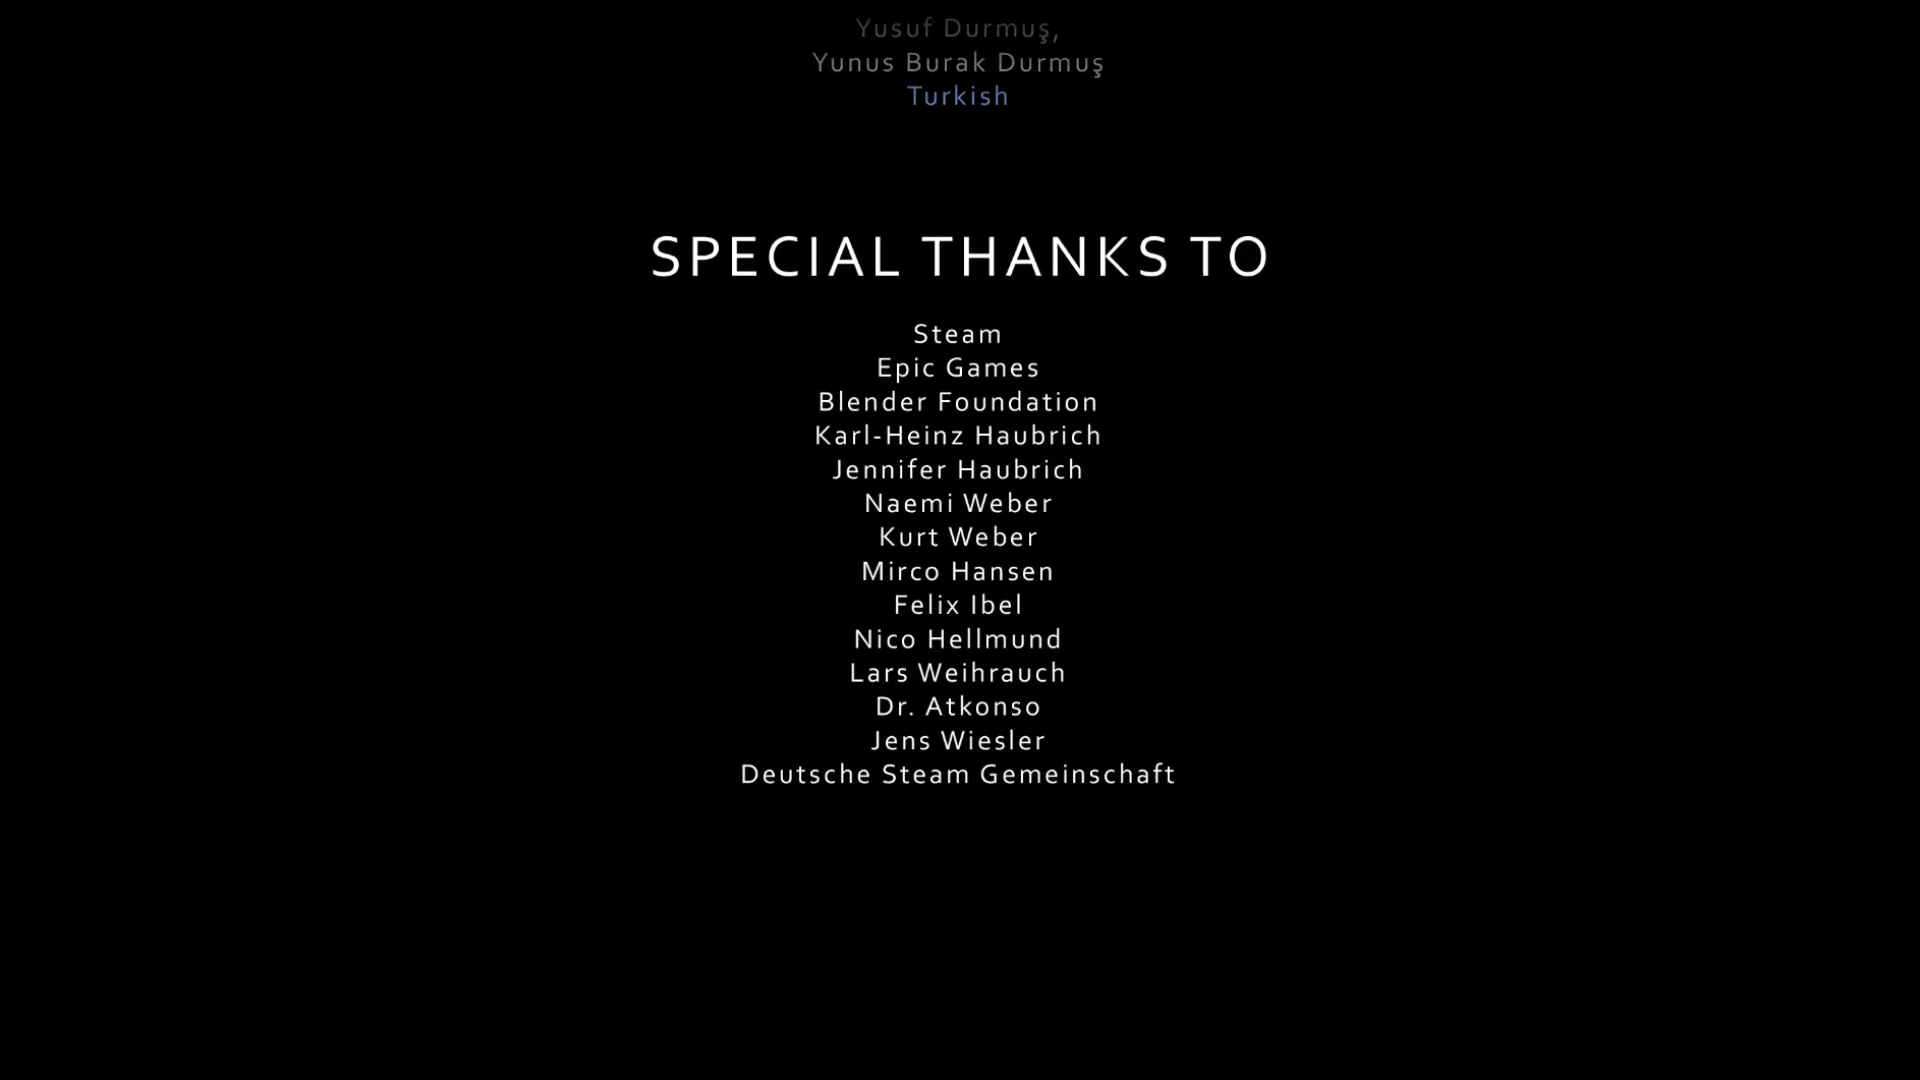 Yusuf Durmuş,
Yunus Burak Durmuş
Turkish
SPECIAL THANKS TO
Steam
Epic Games
Blender Foundation
Karl-Heinz Haubrich
Jennifer Haubrich
Naemi Weber
Kurt Weber
Mirco Hansen
Felix Ibel
Nico Hellmund
Lars Weihrauch
Dr. Atkonso
Jens Wiesler
Deutsche Steam Gemeinschaft